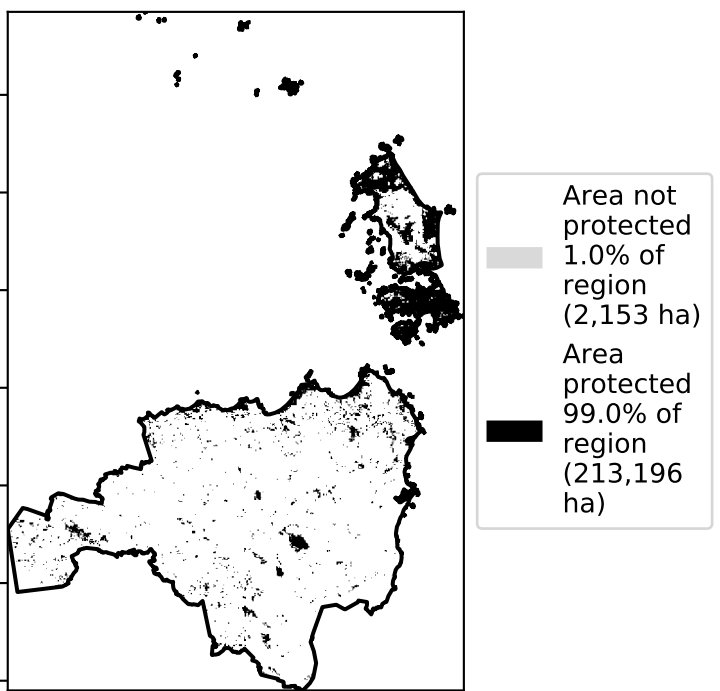 Area not
protected
1.0% of
region
(2,153 ha)
Area
protected
99.0% of
region
(213,196
ha)